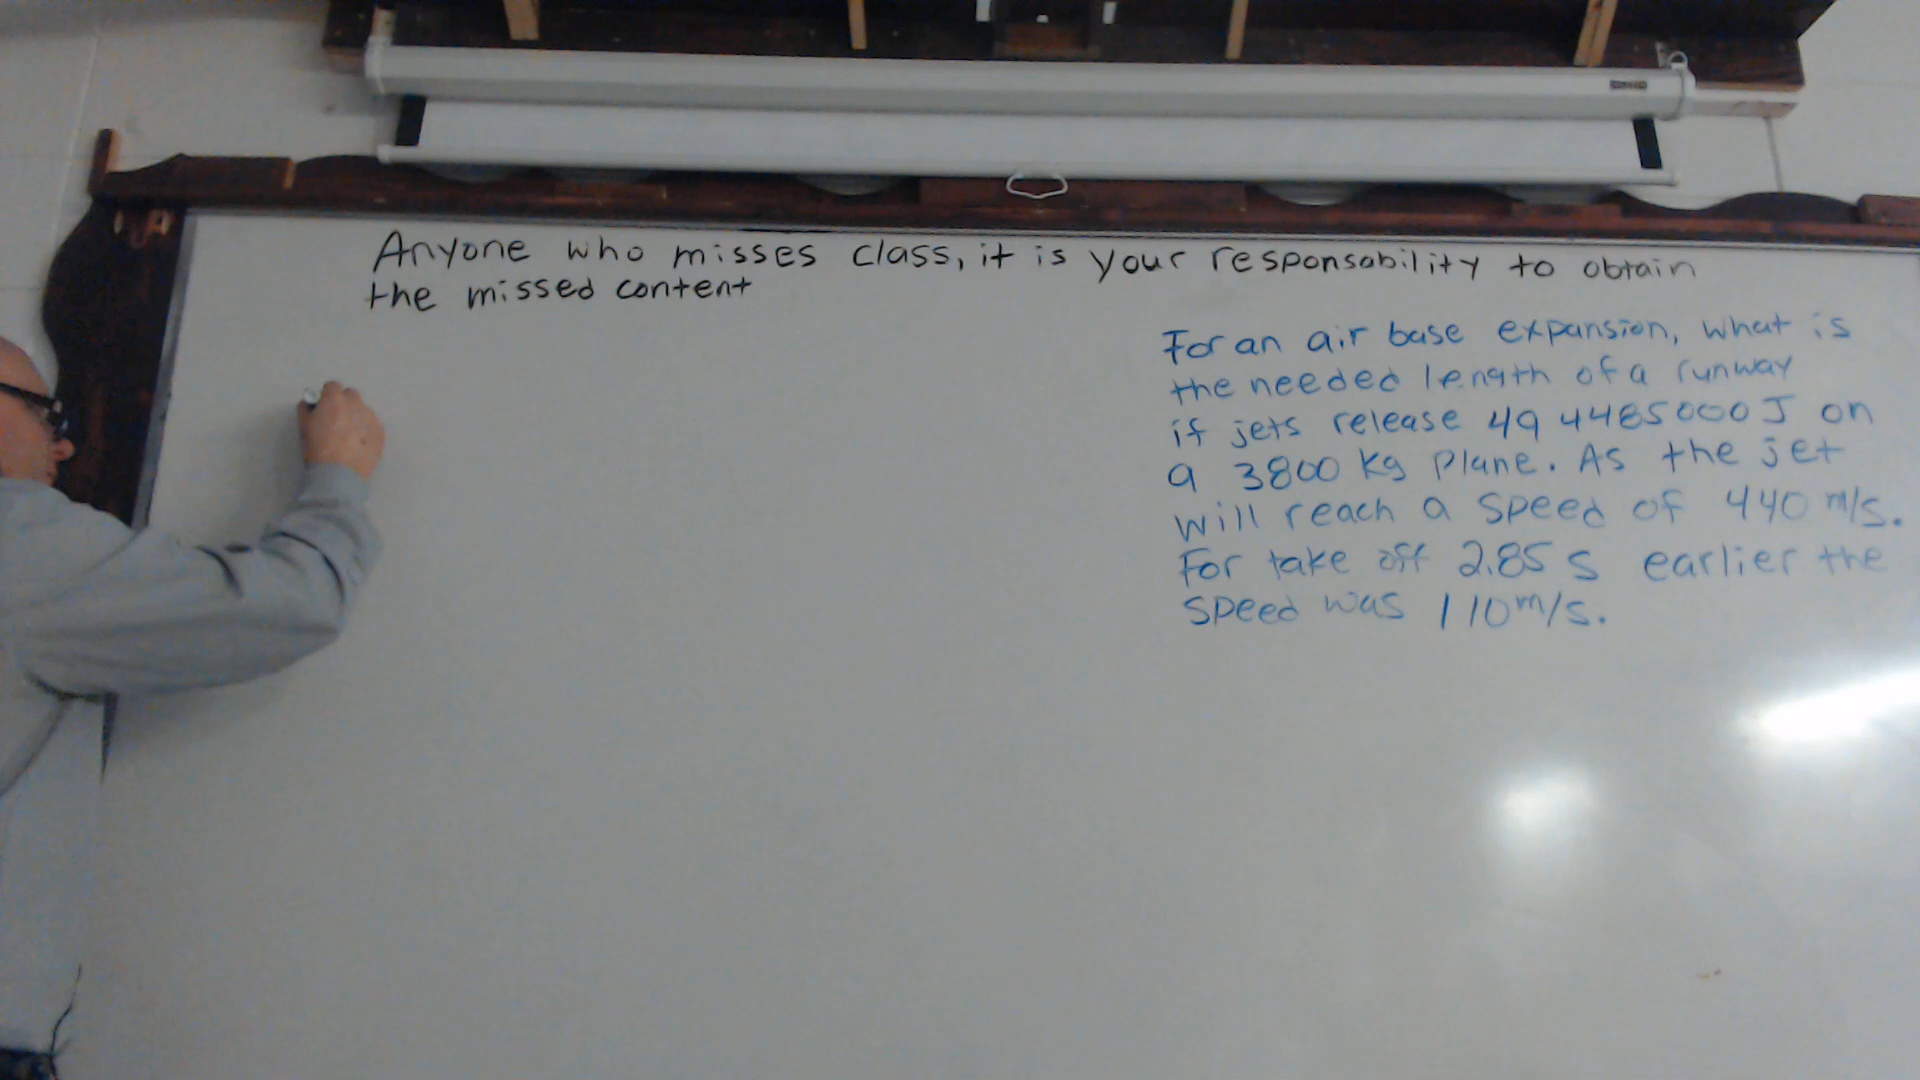 Anyone who misses class, it is your responsability to obtain
the missed content
For an air base expansion, what is
the needed length of a runway
if jets release 494485000J on
a 3800 kg plane. As the jet
will reach a speed of 440 m/s.
For take off 2.85 s earlier the
speed was 110 m/s.